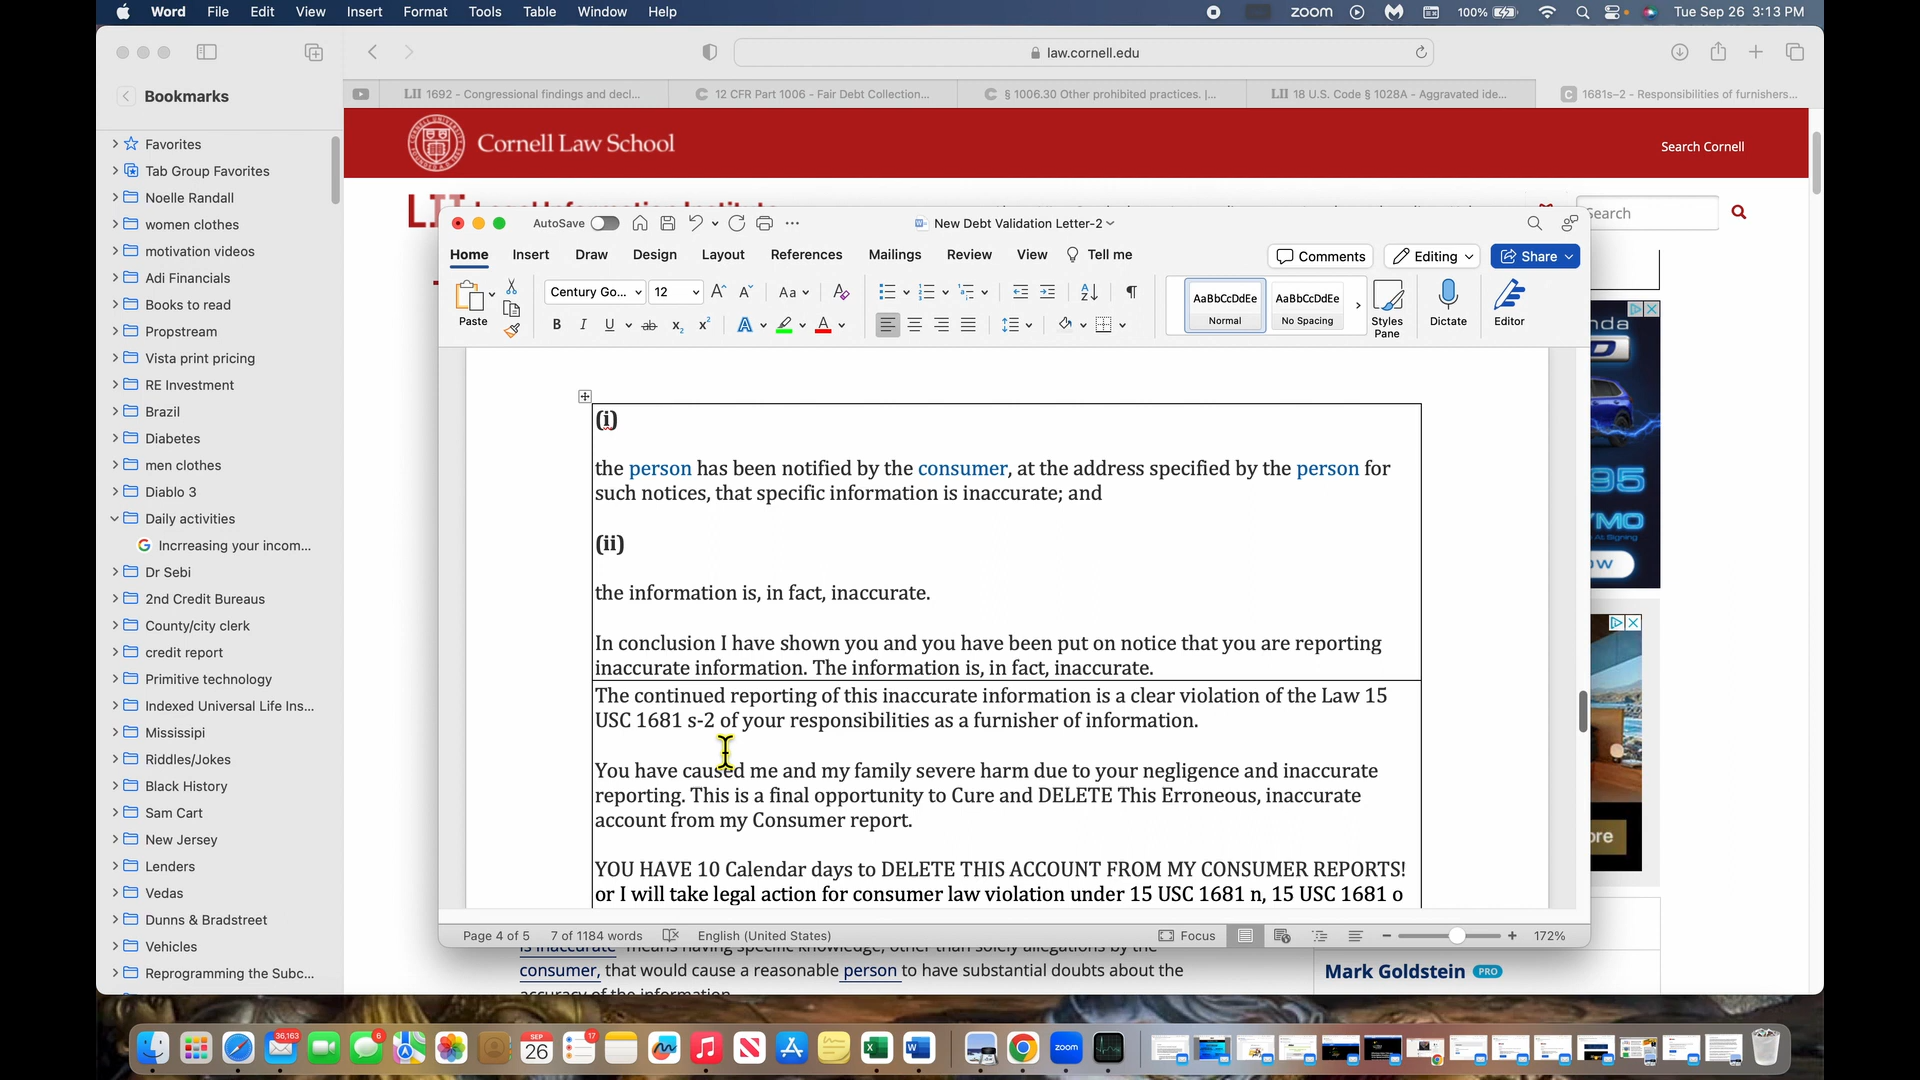 Word File Edit View Insert Format Tools Table Window Help
zoom 100% Tue Sep 26 3:13 PM
law.cornell.edu
Bookmarks
LII 1692 - Congressional findings and decl...
12 CFR Part 1006 - Fair Debt Collection...
§ 1006.30 Other prohibited practices. |...
LII 18 U.S. Code § 1028A - Aggravated ide...
1681s–2 - Responsibilities of furnishers...
Favorites
Tab Group Favorites
Noelle Randall
women clothes
motivation videos
Adi Financials
Books to read
Propstream
Vista print pricing
RE Investment
Brazil
Diabetes
men clothes
Diablo 3
Daily activities
Incrreasing your incom...
Dr Sebi
2nd Credit Bureaus
County/city clerk
credit report
Primitive technology
Indexed Universal Life Ins...
Mississipi
Riddles/Jokes
Black History
Sam Cart
New Jersey
Lenders
Vedas
Dunns & Bradstreet
Vehicles
Reprogramming the Subc...
Cornell Law School
Search Cornell
Search
AutoSave
New Debt Validation Letter-2
Home Insert Draw Design Layout References Mailings Review View Tell me
Comments Editing Share
Paste
Century Go... 12
AaBbCcDdEe
Normal
AaBbCcDdEe
No Spacing
Styles
Pane
Dictate
Editor
(i)
the person has been notified by the consumer, at the address specified by the person for
such notices, that specific information is inaccurate; and
(ii)
the information is, in fact, inaccurate.
In conclusion I have shown you and you have been put on notice that you are reporting
inaccurate information. The information is, in fact, inaccurate.
The continued reporting of this inaccurate information is a clear violation of the Law 15
USC 1681 s-2 of your responsibilities as a furnisher of information.
You have caused me and my family severe harm due to your negligence and inaccurate
reporting. This is a final opportunity to Cure and DELETE This Erroneous, inaccurate
account from my Consumer report.
YOU HAVE 10 Calendar days to DELETE THIS ACCOUNT FROM MY CONSUMER REPORTS!
or I will take legal action for consumer law violation under 15 USC 1681 n, 15 USC 1681 o
Page 4 of 5 7 of 1184 words English (United States) Focus 172%
consumer, that would cause a reasonable person to have substantial doubts about the
accuracy of the information
Mark Goldstein PRO
36,163
6
SEP
26
17
zoom